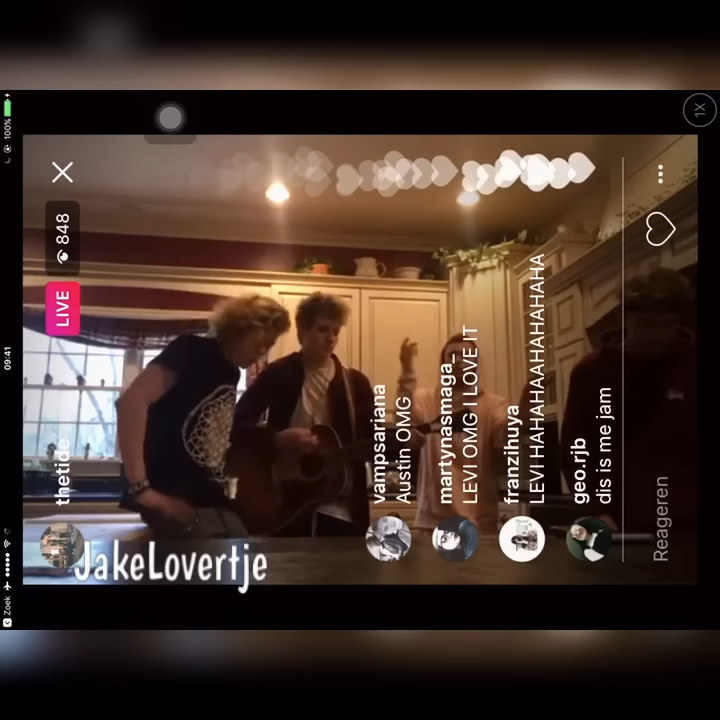 Zoek
09:41
100%
1X
thetide
LIVE
848
vampsariana
Austin OMG
martynasmaga_
LEVI OMG I LOVE IT
franzihuya
LEVI HAHAHAAHAHAHAHAHA
geo.rjb
dis is me jam
Reageren
JakeLovertje